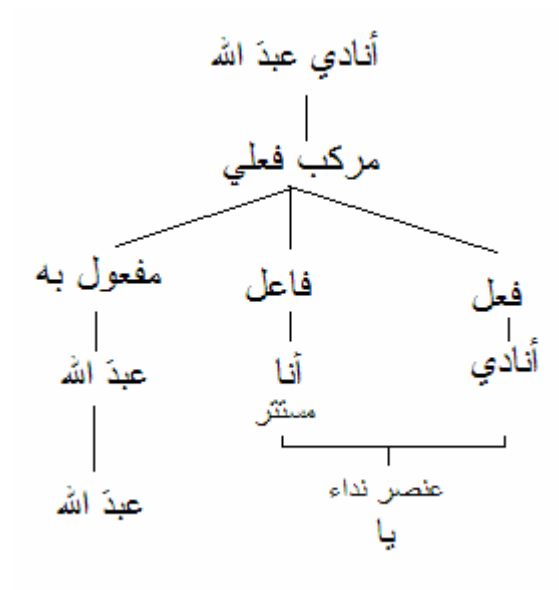 أنادي عبدَ الله
مركب فعلي
فعل فاعل مفعول به
أنادي أنا عبدَ الله
مستتر
عنصر نداء عبدَ الله
يا